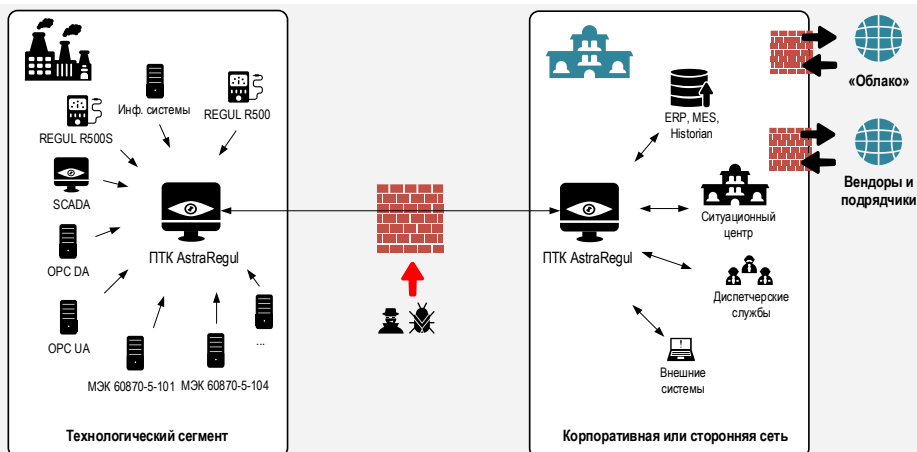 Инф. системы
REGUL R500
REGUL R500S
SCADA
ПТК AstraRegul
OPC DA
OPC UA
МЭК 60870-5-101
МЭК 60870-5-104
...
Технологический сегмент
ERP, MES,
Historian
ПТК AstraRegul
Ситуационный
центр
Диспетчерские
службы
Внешние
системы
Корпоративная или сторонняя сеть
«Облако»
Вендоры и
подрядчики